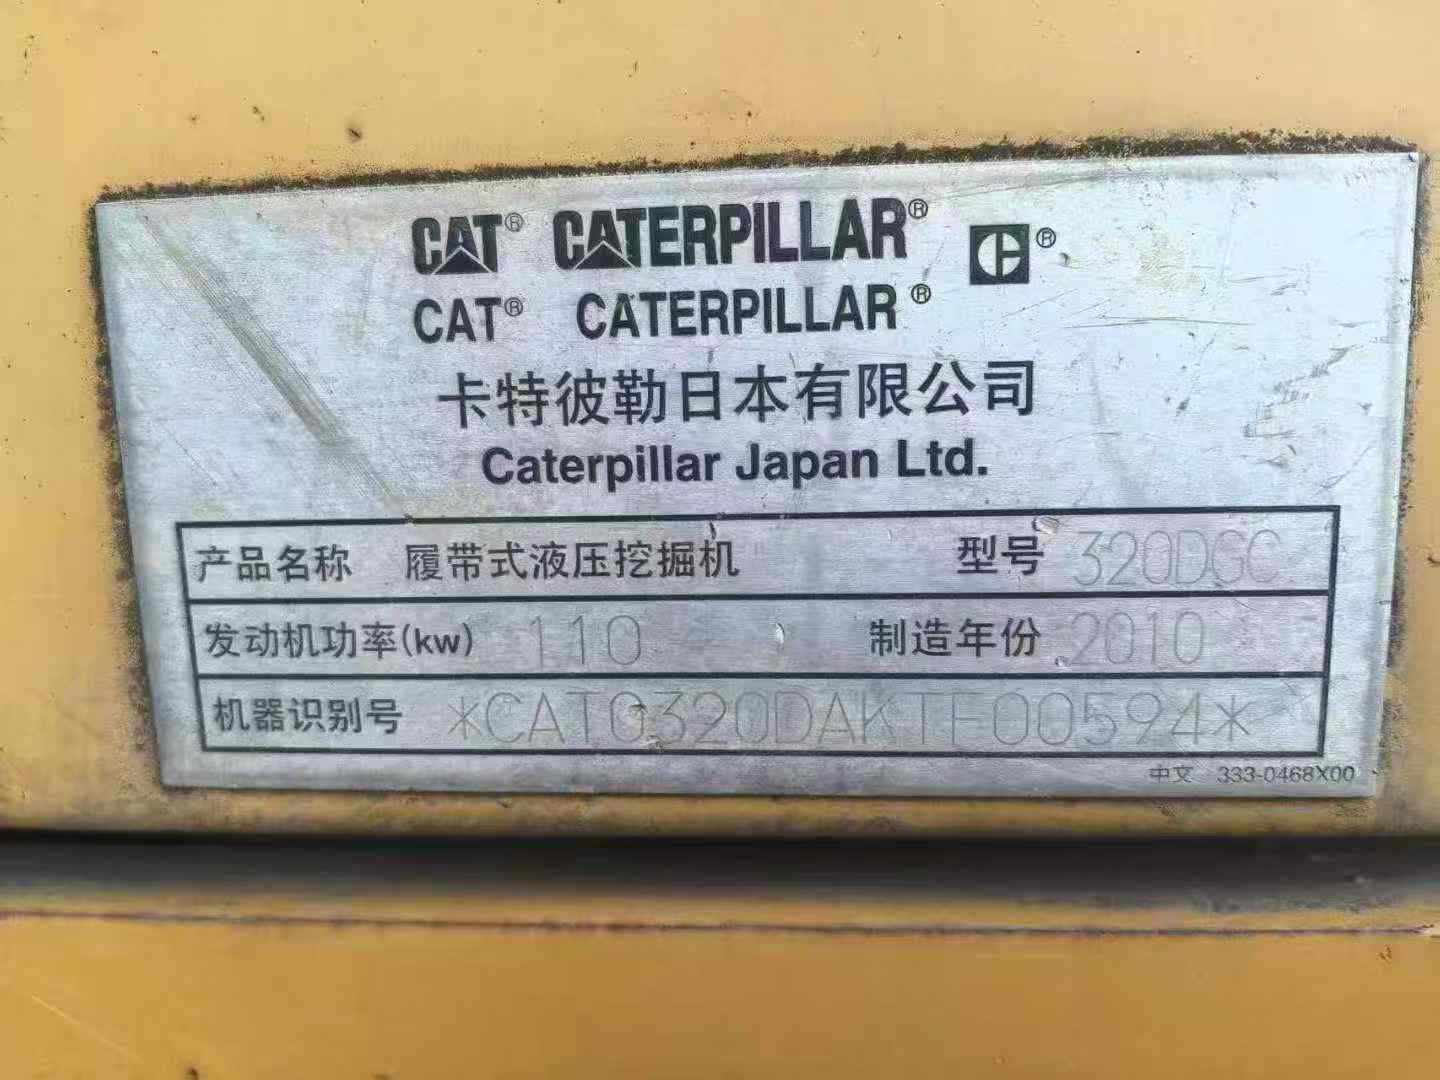 CAT® CATERPILLAR® C®
CAT® CATERPILLAR®
卡特彼勒日本有限公司
Caterpillar Japan Ltd.
产品名称 履带式液压挖掘机 型号 320DGC
发动机功率(kw) 110 制造年份 2010
机器识别号 *CAT0320DAKTF00594*
中文 333-0468X00